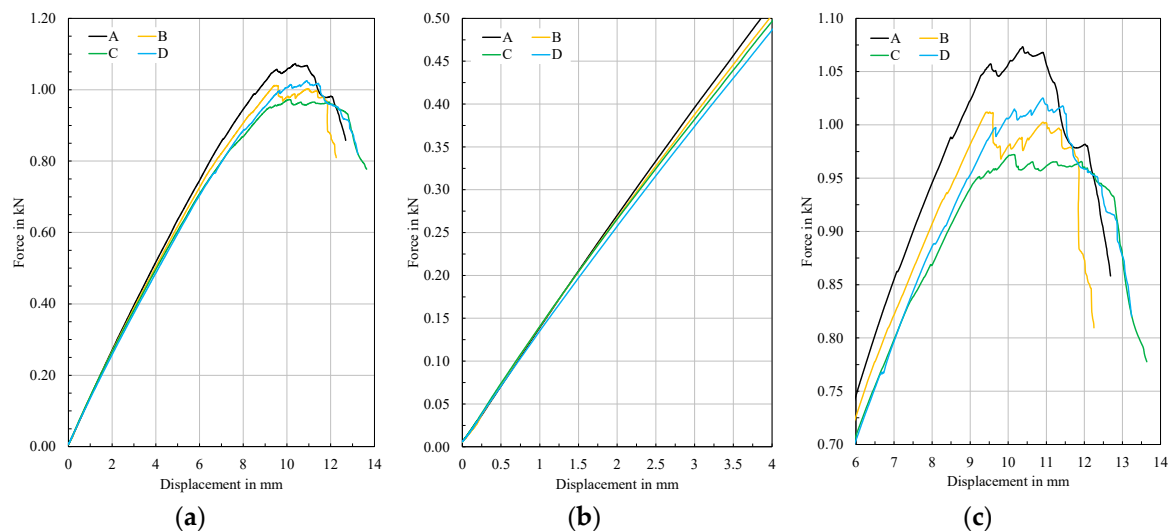 1.20
1.00
0.80
0.60
0.40
0.20
0.00
Force in kN
A B
C D
0 2 4 6 8 10 12 14
Displacement in mm
(a)
0.50
0.45
0.40
0.35
0.30
0.25
0.20
0.15
0.10
0.05
0.00
Force in kN
A B
C D
0 0.5 1 1.5 2 2.5 3 3.5 4
Displacement in mm
(b)
1.10
1.05
1.00
0.95
0.90
0.85
0.80
0.75
0.70
Force in kN
A B
C D
6 7 8 9 10 11 12 13 14
Displacement in mm
(c)